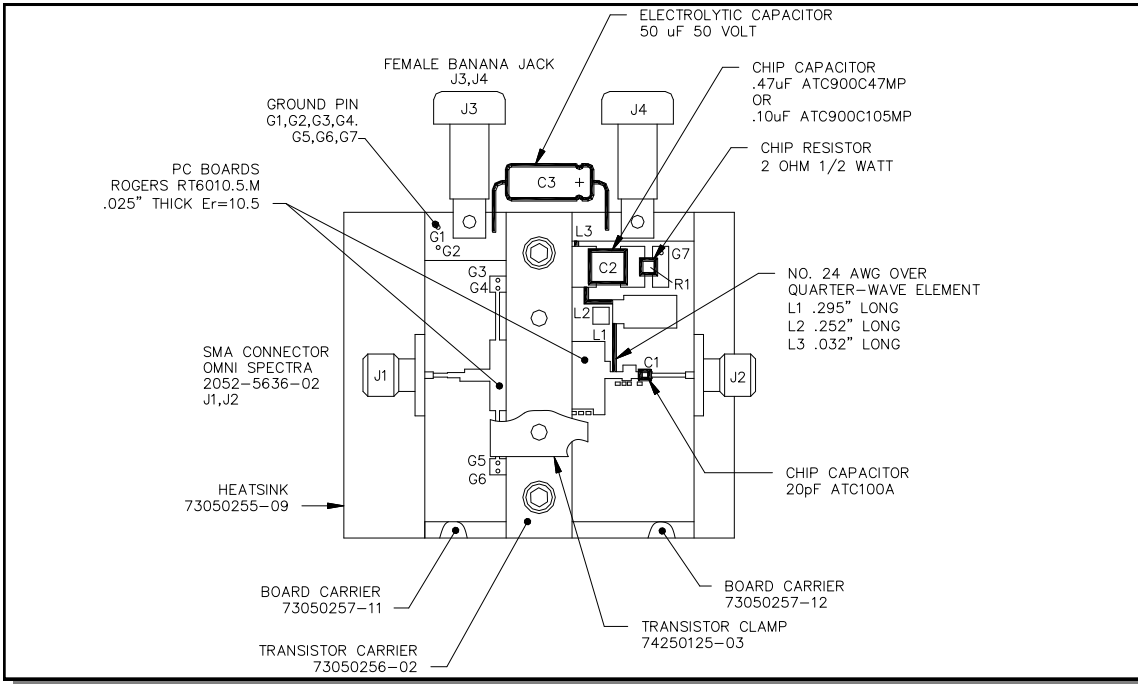 ELECTROLYTIC CAPACITOR
50 uF 50 VOLT
FEMALE BANANA JACK
J3,J4
CHIP CAPACITOR
.47uF ATC900C47MP
OR
.10uF ATC900C105MP
GROUND PIN
G1,G2,G3,G4.
G5,G6,G7
J3
J4
CHIP RESISTOR
2 OHM 1/2 WATT
PC BOARDS
ROGERS RT6010.5.M
.025" THICK Er=10.5
C3 +
G1
G2
L3
G7
C2
R1
G3
G4
NO. 24 AWG OVER
QUARTER-WAVE ELEMENT
L1 .295" LONG
L2 .252" LONG
L3 .032" LONG
L2
L1
SMA CONNECTOR
OMNI SPECTRA
2052-5636-02
J1,J2
J1
C1
J2
G5
G6
CHIP CAPACITOR
20pF ATC100A
HEATSINK
73050255-09
BOARD CARRIER
73050257-11
BOARD CARRIER
73050257-12
TRANSISTOR CLAMP
74250125-03
TRANSISTOR CARRIER
73050256-02